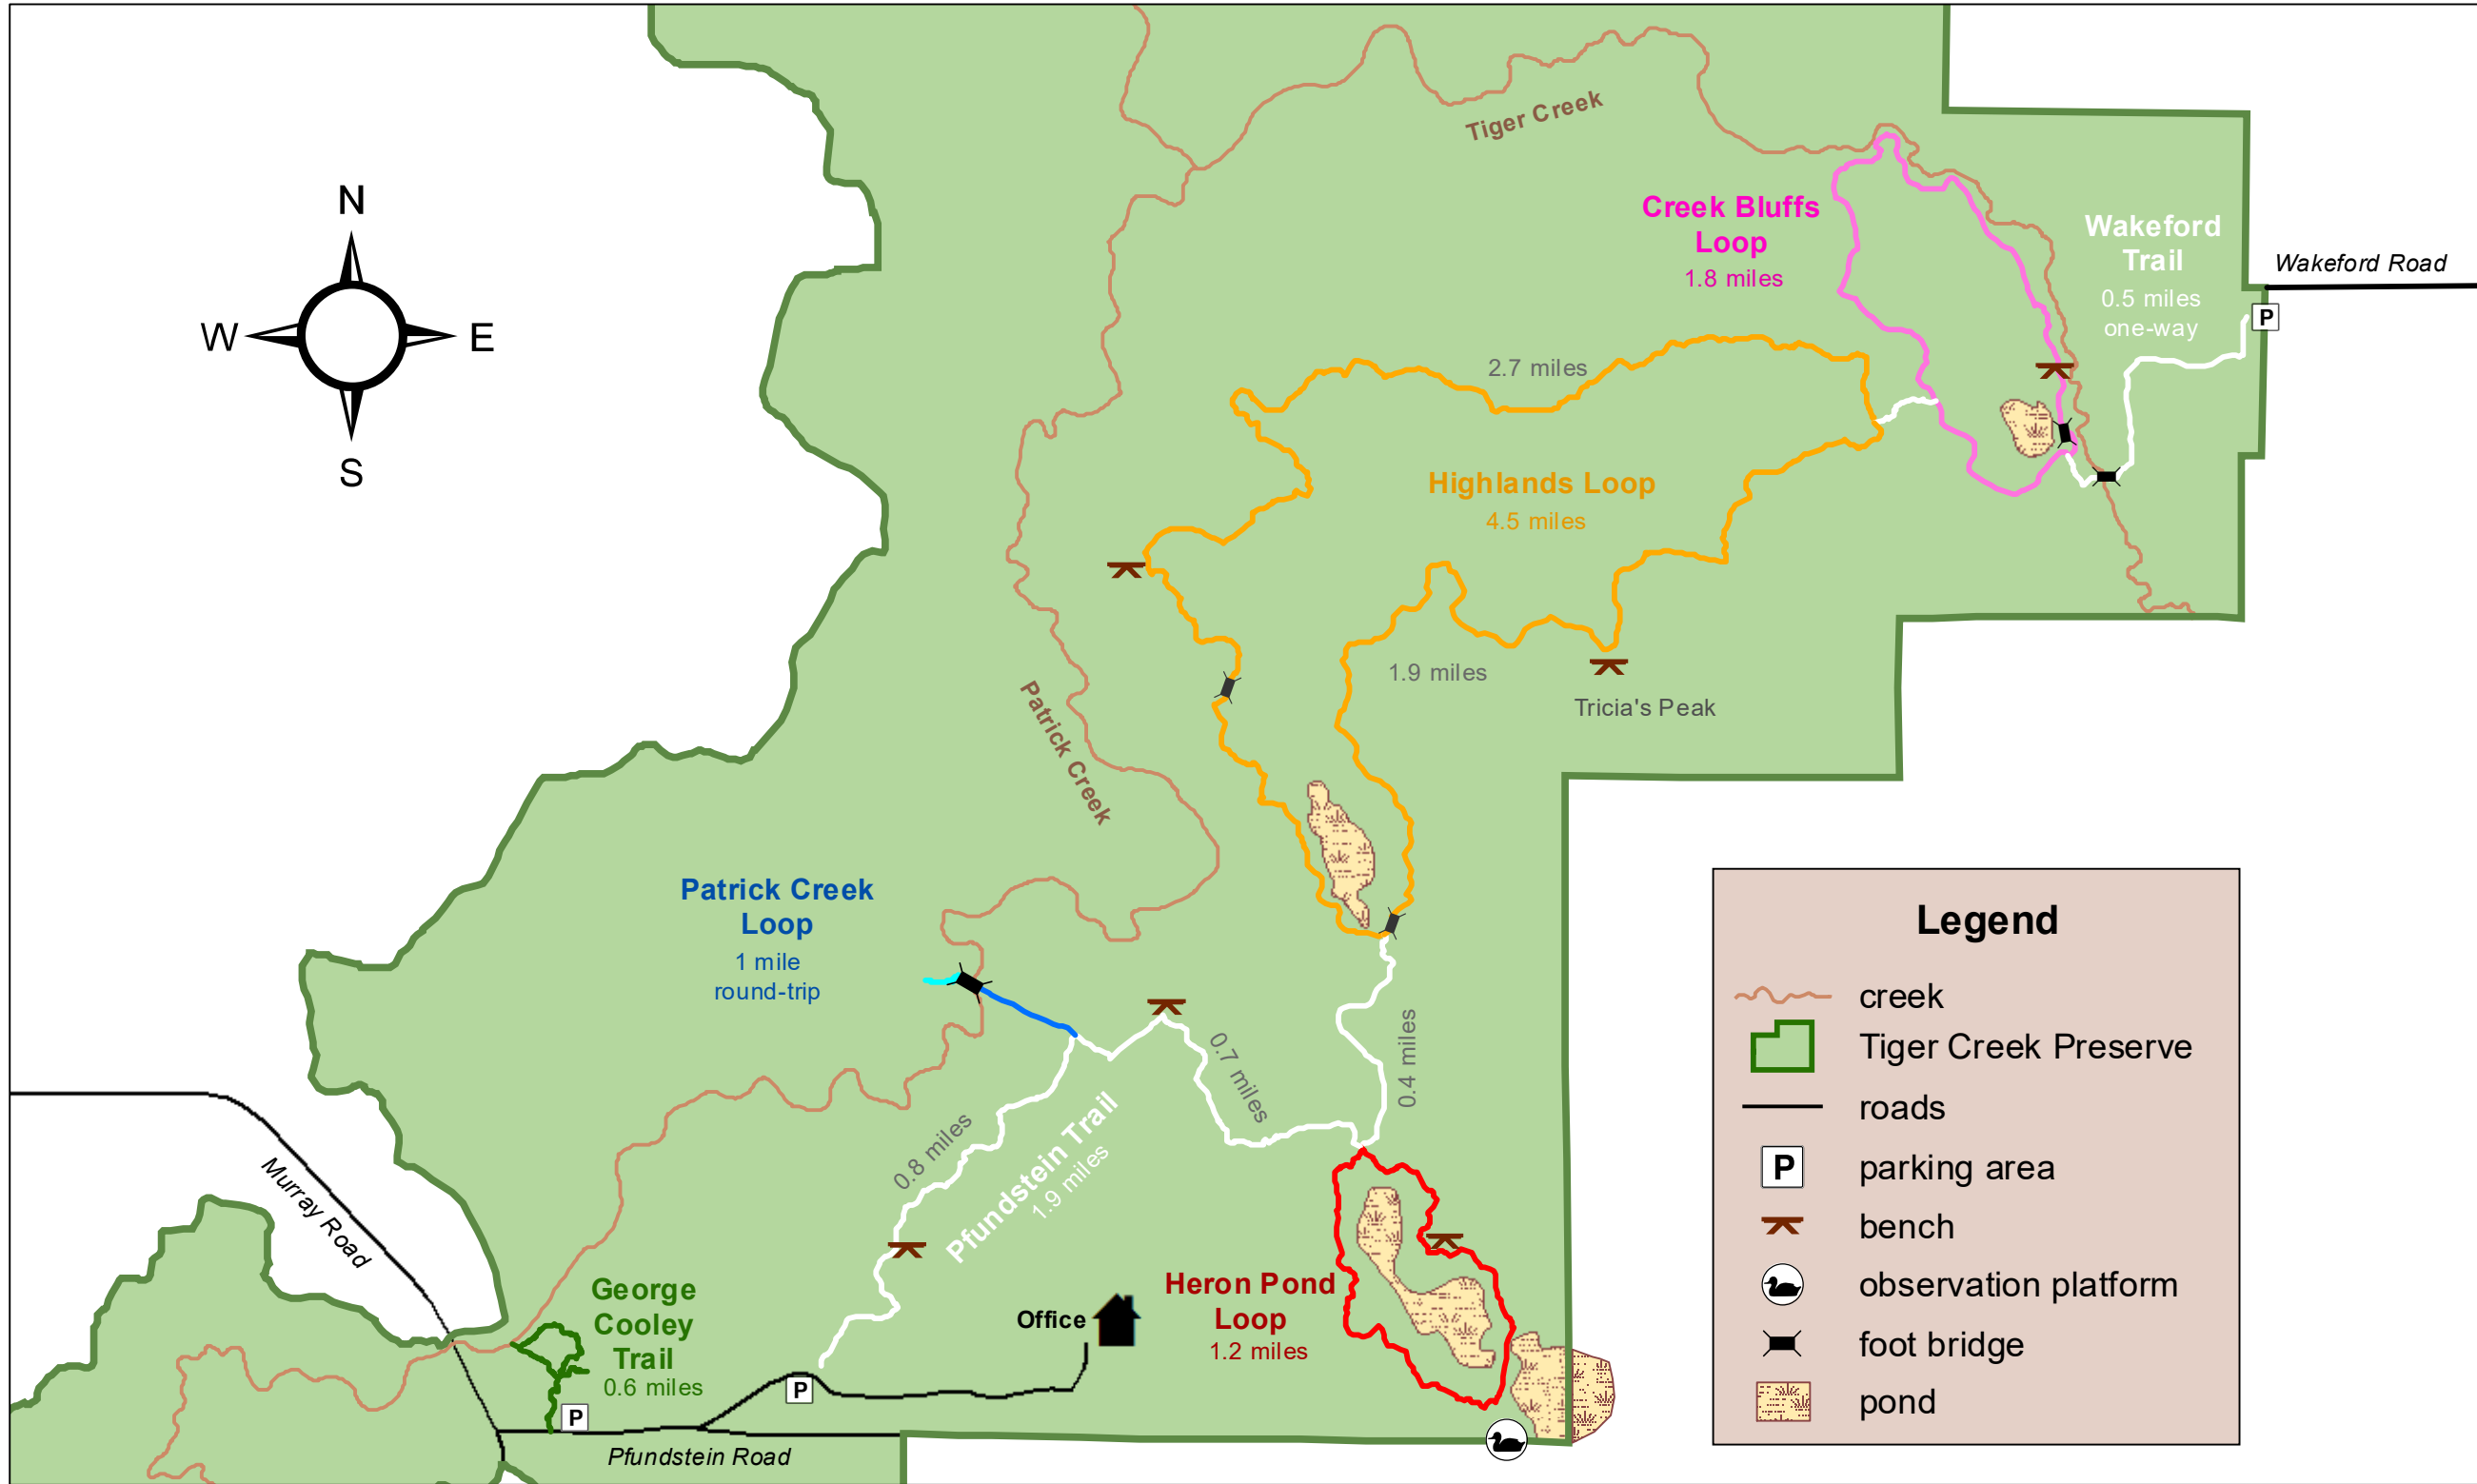 N
W
E
S
Tiger Creek
Creek Bluffs
Loop
1.8 miles
Wakeford
Trail
0.5 miles
one-way
Wakeford Road
P
2.7 miles
Highlands Loop
4.5 miles
1.9 miles
Tricia's Peak
Patrick Creek
Patrick Creek
Loop
1 mile
round-trip
0.7 miles
0.4 miles
0.8 miles
Pfundstein Trail
1.9 miles
Murray Road
George
Cooley
Trail
0.6 miles
Office
Heron Pond
Loop
1.2 miles
P
P
Pfundstein Road
Legend
creek
Tiger Creek Preserve
roads
P parking area
bench
observation platform
foot bridge
pond